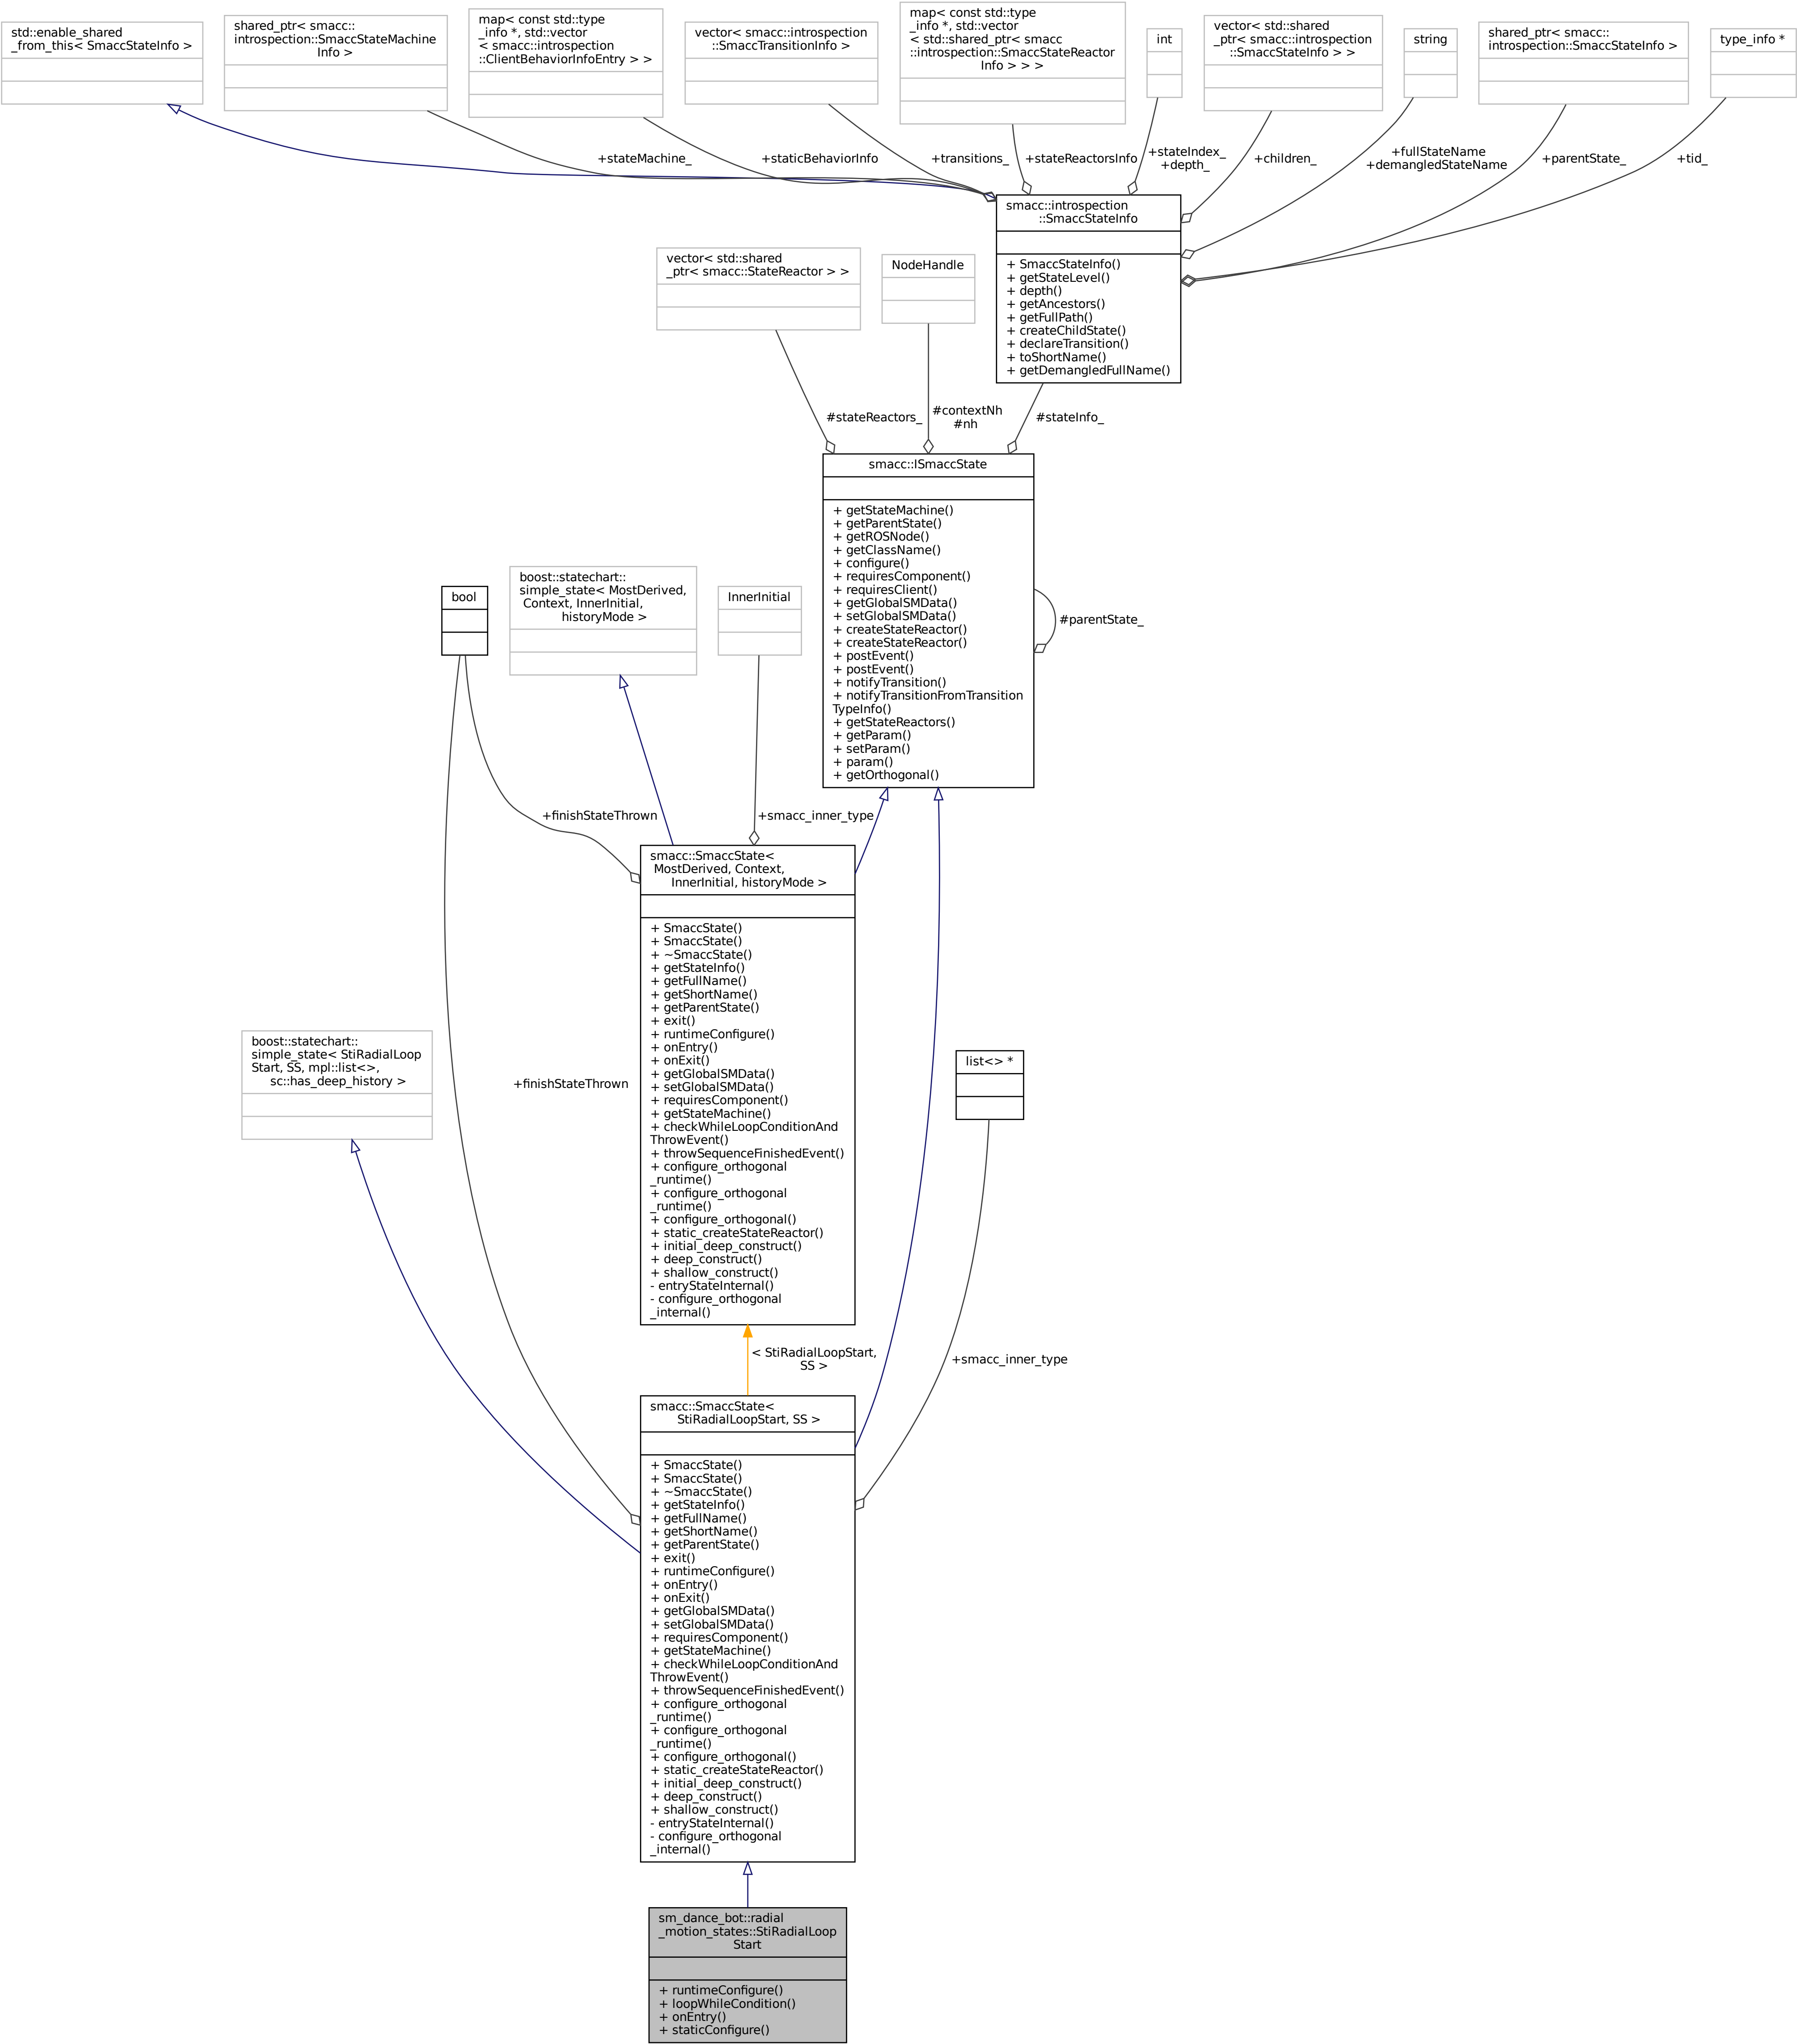 std::enable_shared
_from_this< SmaccStateInfo >
shared_ptr< smacc::
introspection::SmaccStateMachine
Info >
map< const std::type
_info *, std::vector
< smacc::introspection
::ClientBehaviorInfoEntry > >
vector< smacc::introspection
::SmaccTransitionInfo >
map< const std::type
_info *, std::vector
< std::shared_ptr< smacc
::introspection::SmaccStateReactor
Info > > >
int
vector< std::shared
_ptr< smacc::introspection
::SmaccStateInfo > >
string
shared_ptr< smacc::
introspection::SmaccStateInfo >
type_info *
+stateMachine_
+staticBehaviorInfo
+transitions_
+stateReactorsInfo
+stateIndex_
+depth_
+children_
+fullStateName
+demangledStateName
+parentState_
+tid_
smacc::introspection
::SmaccStateInfo
+ SmaccStateInfo()
+ getStateLevel()
+ depth()
+ getAncestors()
+ getFullPath()
+ createChildState()
+ declareTransition()
+ toShortName()
+ getDemangledFullName()
vector< std::shared
_ptr< smacc::StateReactor > >
NodeHandle
#stateReactors_
#contextNh
#nh
#stateInfo_
smacc::ISmaccState
+ getStateMachine()
+ getParentState()
+ getROSNode()
+ getClassName()
+ configure()
+ requiresComponent()
+ requiresClient()
+ getGlobalSMData()
+ setGlobalSMData()
+ createStateReactor()
+ createStateReactor()
+ postEvent()
+ postEvent()
+ notifyTransition()
+ notifyTransitionFromTransition
TypeInfo()
+ getStateReactors()
+ getParam()
+ setParam()
+ param()
+ getOrthogonal()
#parentState_
bool
boost::statechart::
simple_state< MostDerived,
Context, InnerInitial,
historyMode >
InnerInitial
+finishStateThrown
+smacc_inner_type
smacc::SmaccState<
MostDerived, Context,
InnerInitial, historyMode >
+ SmaccState()
+ SmaccState()
+ ~SmaccState()
+ getStateInfo()
+ getFullName()
+ getShortName()
+ getParentState()
+ exit()
+ runtimeConfigure()
+ onEntry()
+ onExit()
+ getGlobalSMData()
+ setGlobalSMData()
+ requiresComponent()
+ getStateMachine()
+ checkWhileLoopConditionAnd
ThrowEvent()
+ throwSequenceFinishedEvent()
+ configure_orthogonal
_runtime()
+ configure_orthogonal
_runtime()
+ configure_orthogonal()
+ static_createStateReactor()
+ initial_deep_construct()
+ deep_construct()
+ shallow_construct()
- entryStateInternal()
- configure_orthogonal
_internal()
boost::statechart::
simple_state< StiRadialLoop
Start, SS, mpl::list<>,
sc::has_deep_history >
+finishStateThrown
list<> *
< StiRadialLoopStart,
SS >
+smacc_inner_type
smacc::SmaccState<
StiRadialLoopStart, SS >
+ SmaccState()
+ SmaccState()
+ ~SmaccState()
+ getStateInfo()
+ getFullName()
+ getShortName()
+ getParentState()
+ exit()
+ runtimeConfigure()
+ onEntry()
+ onExit()
+ getGlobalSMData()
+ setGlobalSMData()
+ requiresComponent()
+ getStateMachine()
+ checkWhileLoopConditionAnd
ThrowEvent()
+ throwSequenceFinishedEvent()
+ configure_orthogonal
_runtime()
+ configure_orthogonal
_runtime()
+ configure_orthogonal()
+ static_createStateReactor()
+ initial_deep_construct()
+ deep_construct()
+ shallow_construct()
- entryStateInternal()
- configure_orthogonal
_internal()
sm_dance_bot::radial
_motion_states::StiRadialLoop
Start
+ runtimeConfigure()
+ loopWhileCondition()
+ onEntry()
+ staticConfigure()